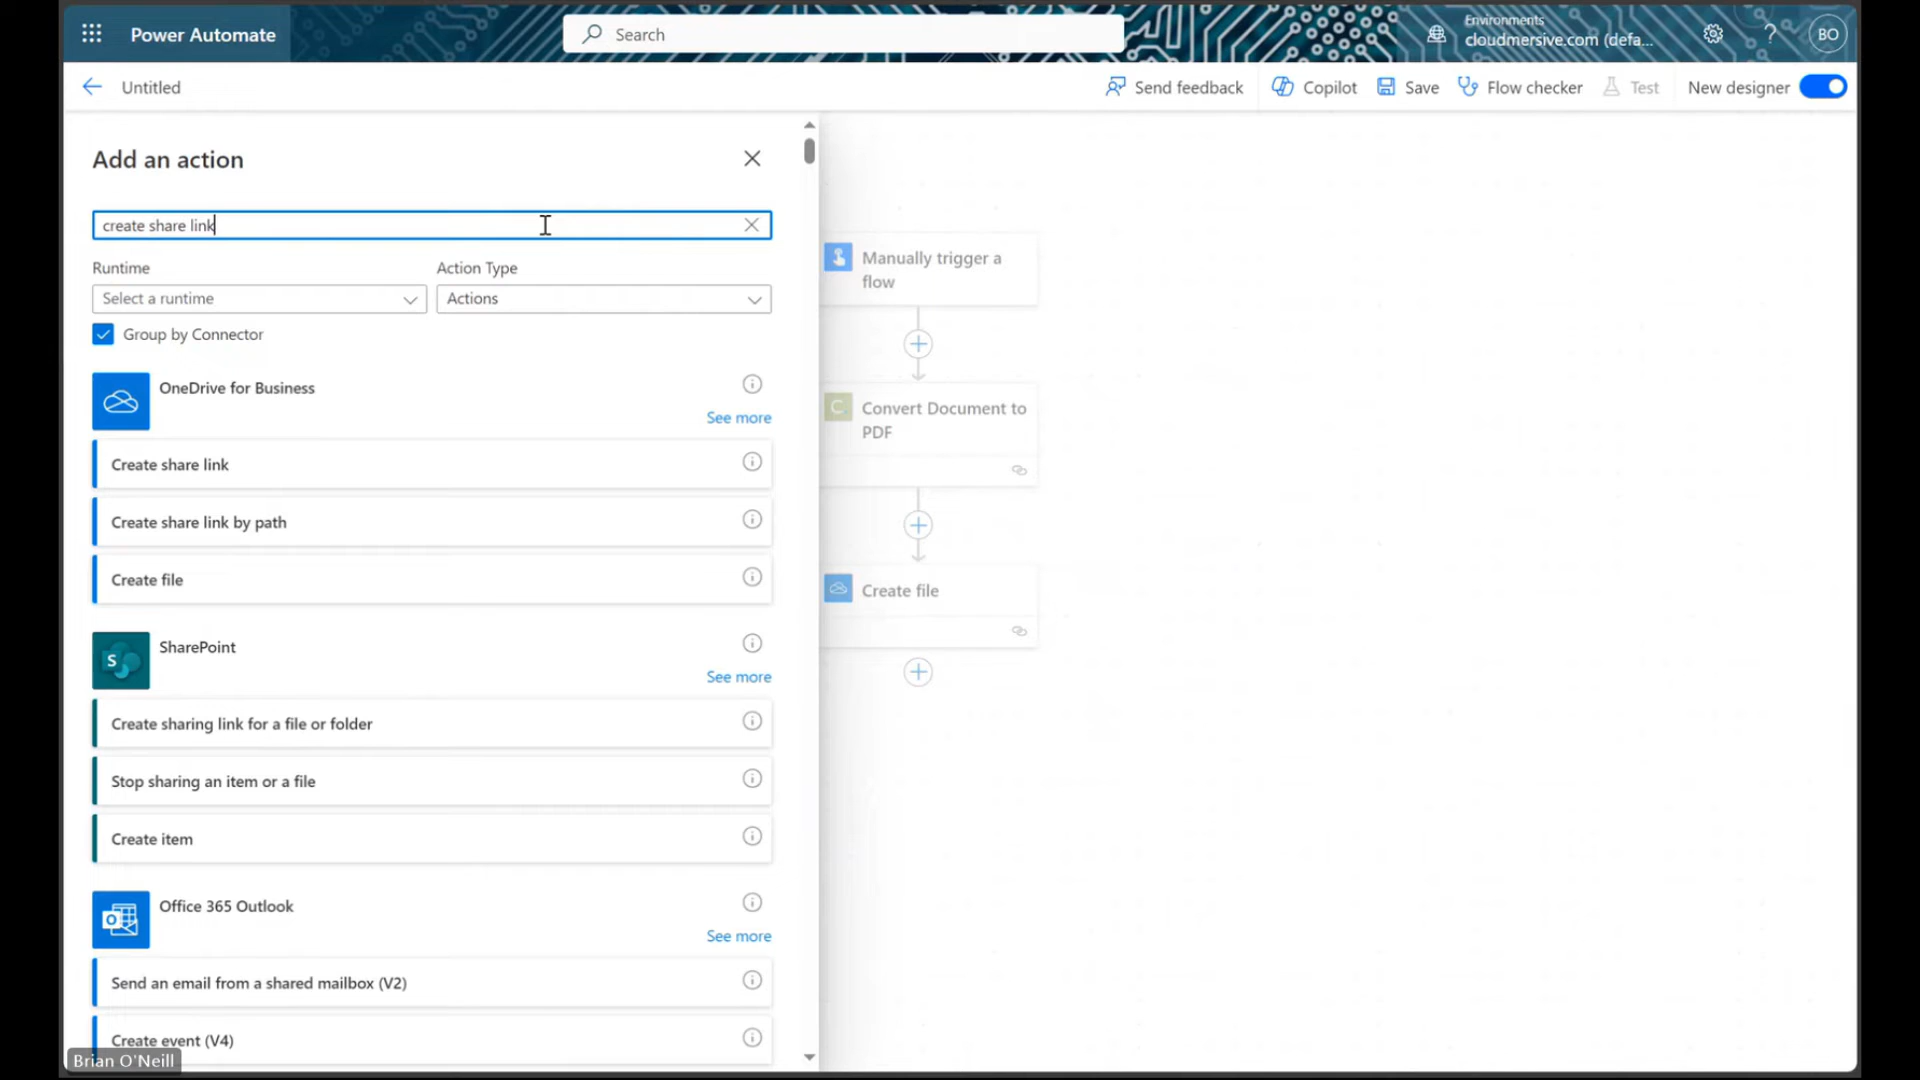 Power Automate
Search
Environments
cloudmersive.com (defa...
BO
Untitled
Send feedback
Copilot
Save
Flow checker
Test
New designer
Add an action
create share link
Runtime
Action Type
Select a runtime
Actions
Group by Connector
OneDrive for Business
See more
Create share link
Create share link by path
Create file
SharePoint
See more
Create sharing link for a file or folder
Stop sharing an item or a file
Create item
Office 365 Outlook
See more
Send an email from a shared mailbox (V2)
Create event (V4)
Brian O'Neill
Manually trigger a
flow
Convert Document to
PDF
Create file